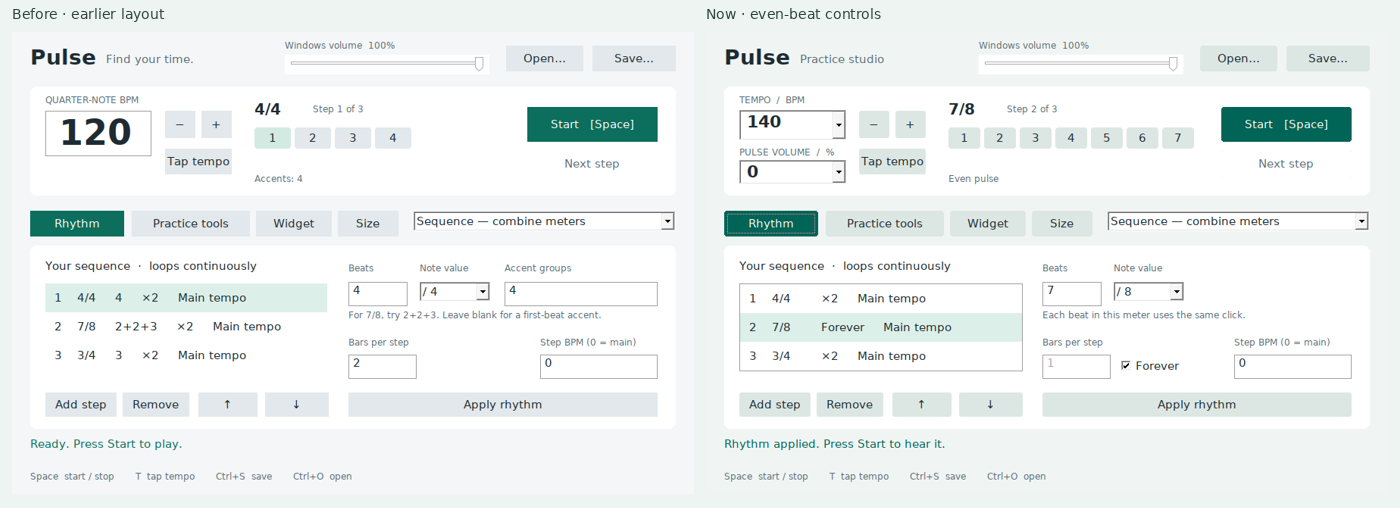 Before · earlier layout
Pulse Find your time.
Windows volume 100%
Open... Save...
QUARTER-NOTE BPM
120
− +
Tap tempo
4/4 Step 1 of 3
1 2 3 4
Accents: 4
Start [Space]
Next step
Rhythm Practice tools Widget Size Sequence — combine meters
Your sequence · loops continuously
1 4/4 4 ×2 Main tempo
2 7/8 2+2+3 ×2 Main tempo
3 3/4 3 ×2 Main tempo
Add step Remove ↑ ↓
Beats Note value Accent groups
4 / 4 4
For 7/8, try 2+2+3. Leave blank for a first-beat accent.
Bars per step Step BPM (0 = main)
2 0
Apply rhythm
Ready. Press Start to play.
Space start / stop T tap tempo Ctrl+S save Ctrl+O open
Now · even-beat controls
Pulse Practice studio
Windows volume 100%
Open... Save...
TEMPO / BPM
140
PULSE VOLUME / %
0
− +
Tap tempo
7/8 Step 2 of 3
1 2 3 4 5 6 7
Even pulse
Start [Space]
Next step
Rhythm Practice tools Widget Size Sequence — combine meters
Your sequence · loops continuously
1 4/4 ×2 Main tempo
2 7/8 Forever Main tempo
3 3/4 ×2 Main tempo
Add step Remove ↑ ↓
Beats Note value
7 / 8
Each beat in this meter uses the same click.
Bars per step Step BPM (0 = main)
1 Forever 0
Apply rhythm
Rhythm applied. Press Start to hear it.
Space start / stop T tap tempo Ctrl+S save Ctrl+O open